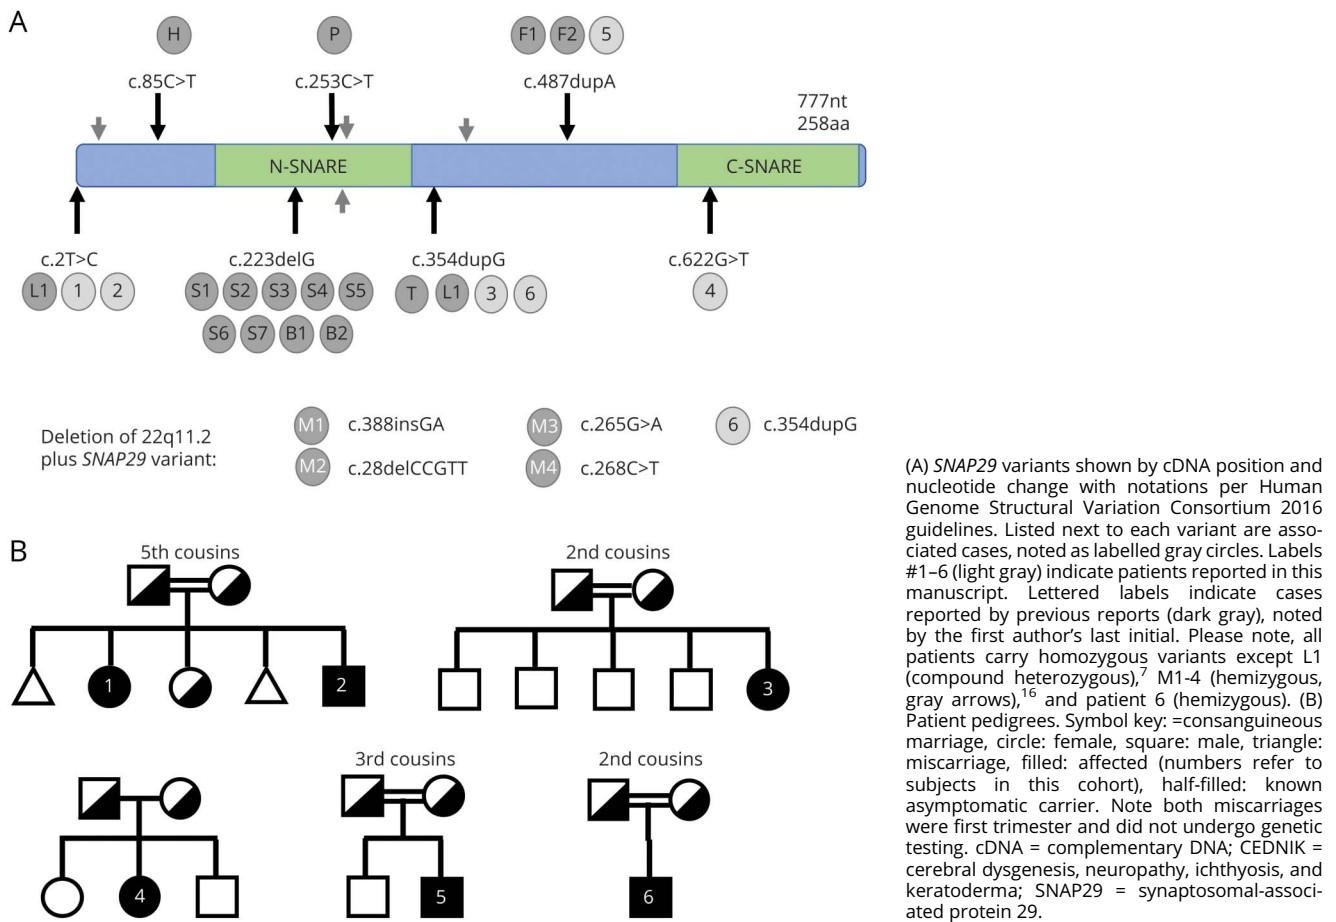 A
H
P
F1 F2 5
c.85C>T
c.253C>T
c.487dupA
777nt
258aa
N-SNARE
C-SNARE
c.2T>C
c.223delG
c.354dupG
c.622G>T
L1 1 2
S1 S2 S3 S4 S5
T L1 3 6
4
S6 S7 B1 B2
Deletion of 22q11.2
plus SNAP29 variant:
M1 c.388insGA
M3 c.265G>A
6 c.354dupG
M2 c.28delCCGTT
M4 c.268C>T
(A) SNAP29 variants shown by cDNA position and
nucleotide change with notations per Human
Genome Structural Variation Consortium 2016
guidelines. Listed next to each variant are asso-
ciated cases, noted as labelled gray circles. Labels
#1–6 (light gray) indicate patients reported in this
manuscript. Lettered labels indicate cases
reported by previous reports (dark gray), noted
by the first author's last initial. Please note, all
patients carry homozygous variants except L1
(compound heterozygous),7 M1-4 (hemizygous,
gray arrows),16 and patient 6 (hemizygous). (B)
Patient pedigrees. Symbol key: =consanguineous
marriage, circle: female, square: male, triangle:
miscarriage, filled: affected (numbers refer to
subjects in this cohort), half-filled: known
asymptomatic carrier. Note both miscarriages
were first trimester and did not undergo genetic
testing. cDNA = complementary DNA; CEDNIK =
cerebral dysgenesis, neuropathy, ichthyosis, and
keratoderma; SNAP29 = synaptosomal-associ-
ated protein 29.
B
5th cousins
2nd cousins
1
2
3
3rd cousins
2nd cousins
4
5
6